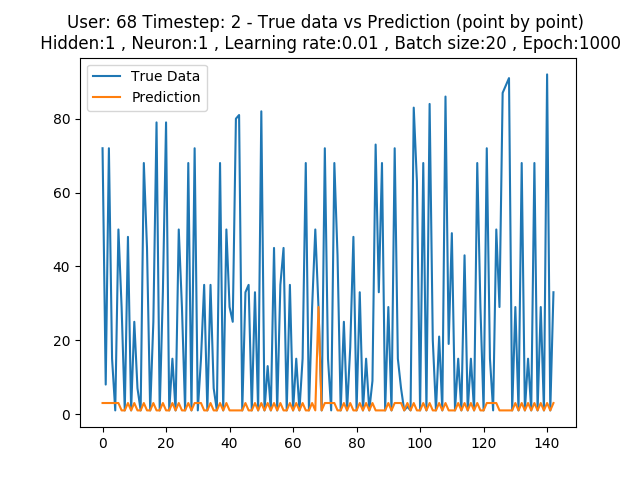 User: 68 Timestep: 2 - True data vs Prediction (point by point)
Hidden:1 , Neuron:1 , Learning rate:0.01 , Batch size:20 , Epoch:1000
True Data
Prediction
80
60
40
20
0
0 20 40 60 80 100 120 140